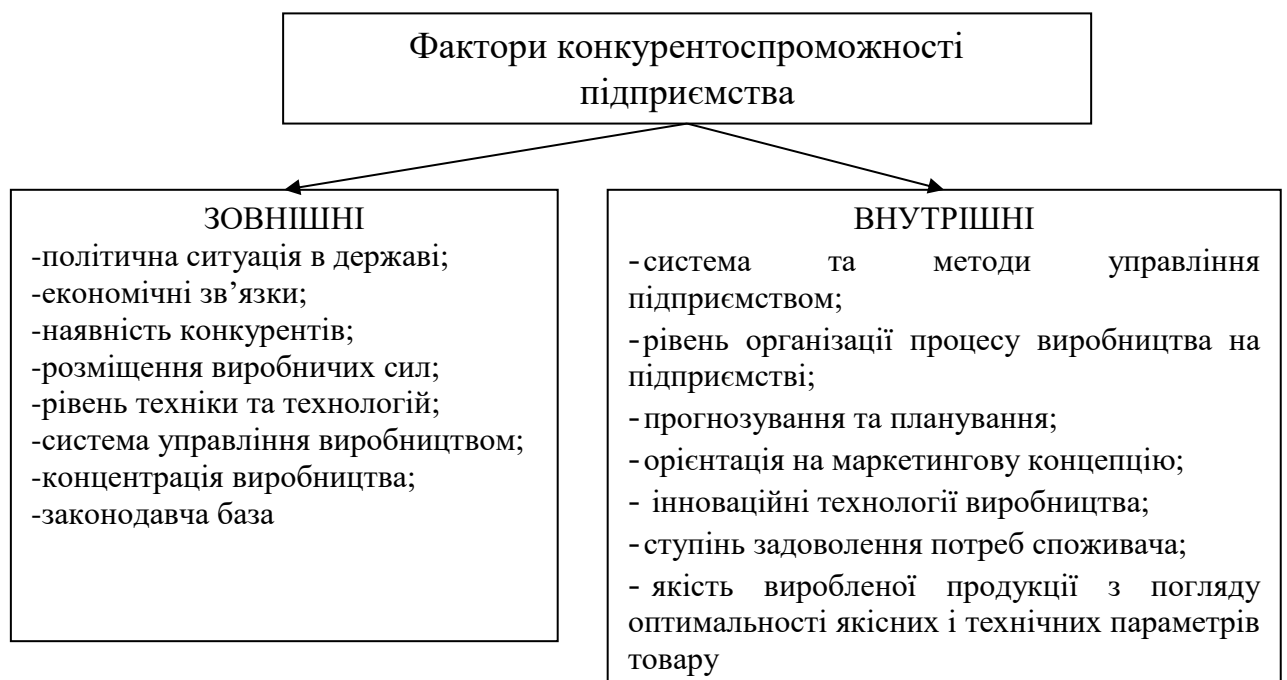 Фактори конкурентоспроможності
підприємства
ЗОВНІШНІ
-політична ситуація в державі;
-економічні зв’язки;
-наявність конкурентів;
-розміщення виробничих сил;
-рівень техніки та технологій;
-система управління виробництвом;
-концентрація виробництва;
-законодавча база
ВНУТРІШНІ
-система та методи управління
підприємством;
-рівень організації процесу виробництва на
підприємстві;
-прогнозування та планування;
-орієнтація на маркетингову концепцію;
- інноваційні технології виробництва;
-ступінь задоволення потреб споживача;
- якість виробленої продукції з погляду
оптимальності якісних і технічних параметрів
товару